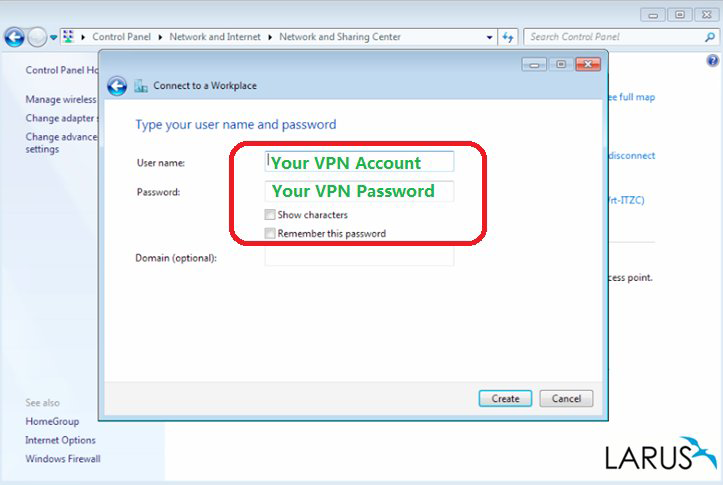 Control Panel
Network and Internet
Network and Sharing Center
Search Control Panel
Control Panel Ho
Manage wireless
Change adapter s
Change advance
settings
Connect to a Workplace
Type your user name and password
User name:
Your VPN Account
Password:
Your VPN Password
Show characters
Remember this password
Domain (optional):
Create
Cancel
ee full map
disconnect
rt-ITZC)
cess point.
See also
HomeGroup
Internet Options
Windows Firewall
LARUS